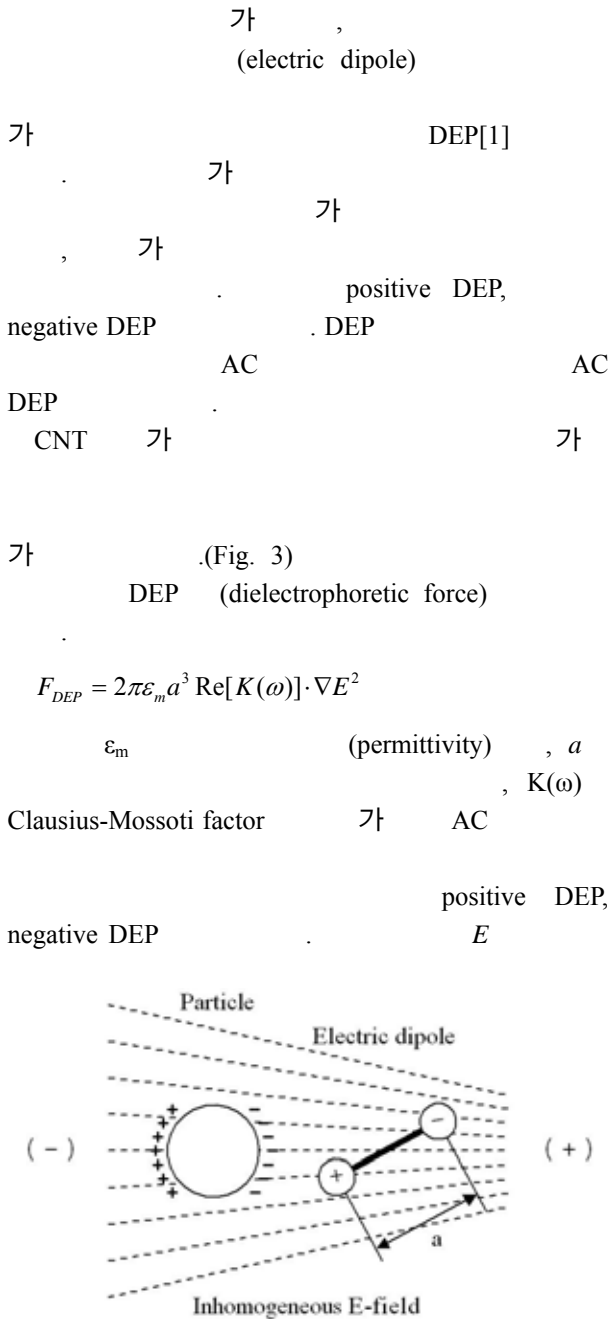 가 ,
(electric dipole)
가 DEP[1]
. 가
가
, 가
. positive DEP,
negative DEP . DEP
AC AC
DEP .
CNT 가 가
가 .(Fig. 3)
DEP (dielectrophoretic force)
.
F_{DEP} = 2πε_m a^3 Re[K(ω)]·∇E^2
ε_m (permittivity) , a
, K(ω)
Clausius-Mossoti factor 가 AC
positive DEP,
negative DEP . E
Particle
Electric dipole
(-) + - + - (+)
a
Inhomogeneous E-field